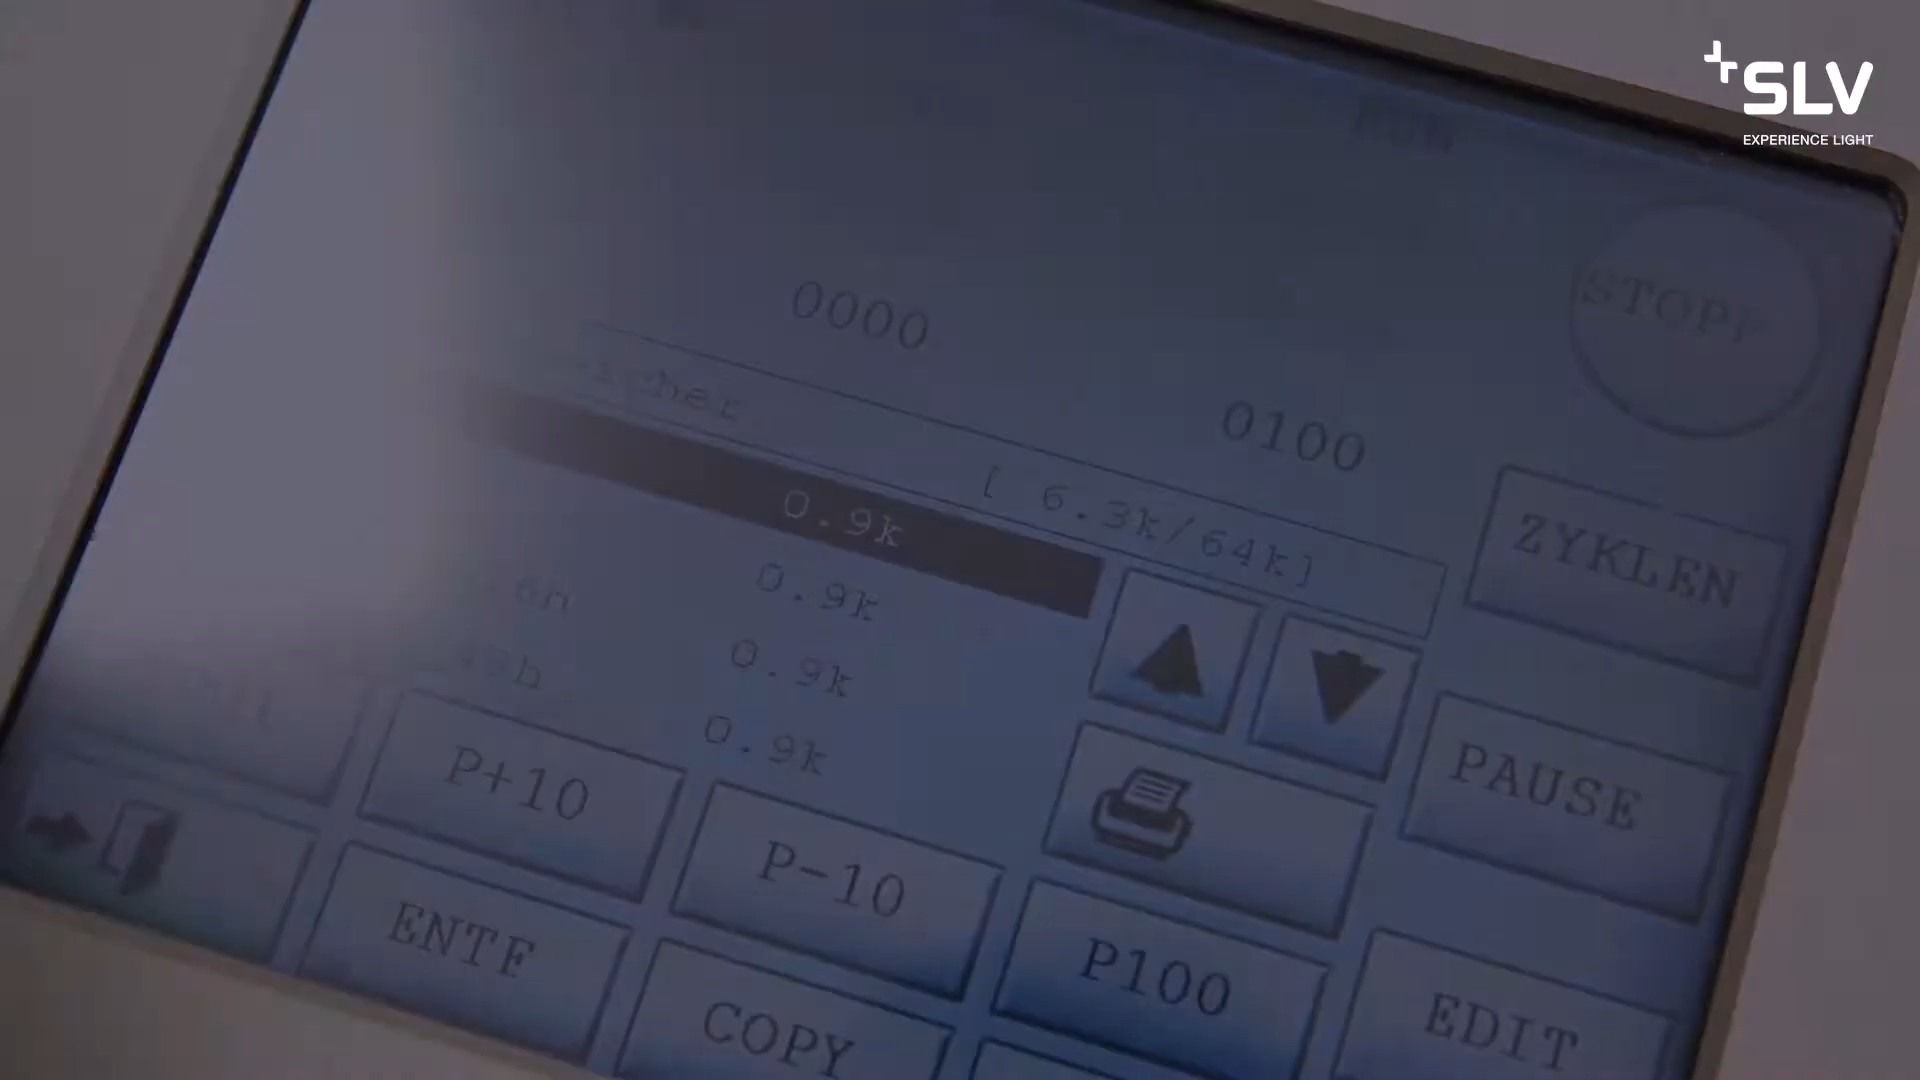 SLV
EXPERIENCE LIGHT
STOPP
0000
0100
[ 6.3k/64k]
0.9k
0.9k
0.9k
0.9k
ZYKLEN
PAUSE
P+10
P-10
P100
ENTF
COPY
EDIT